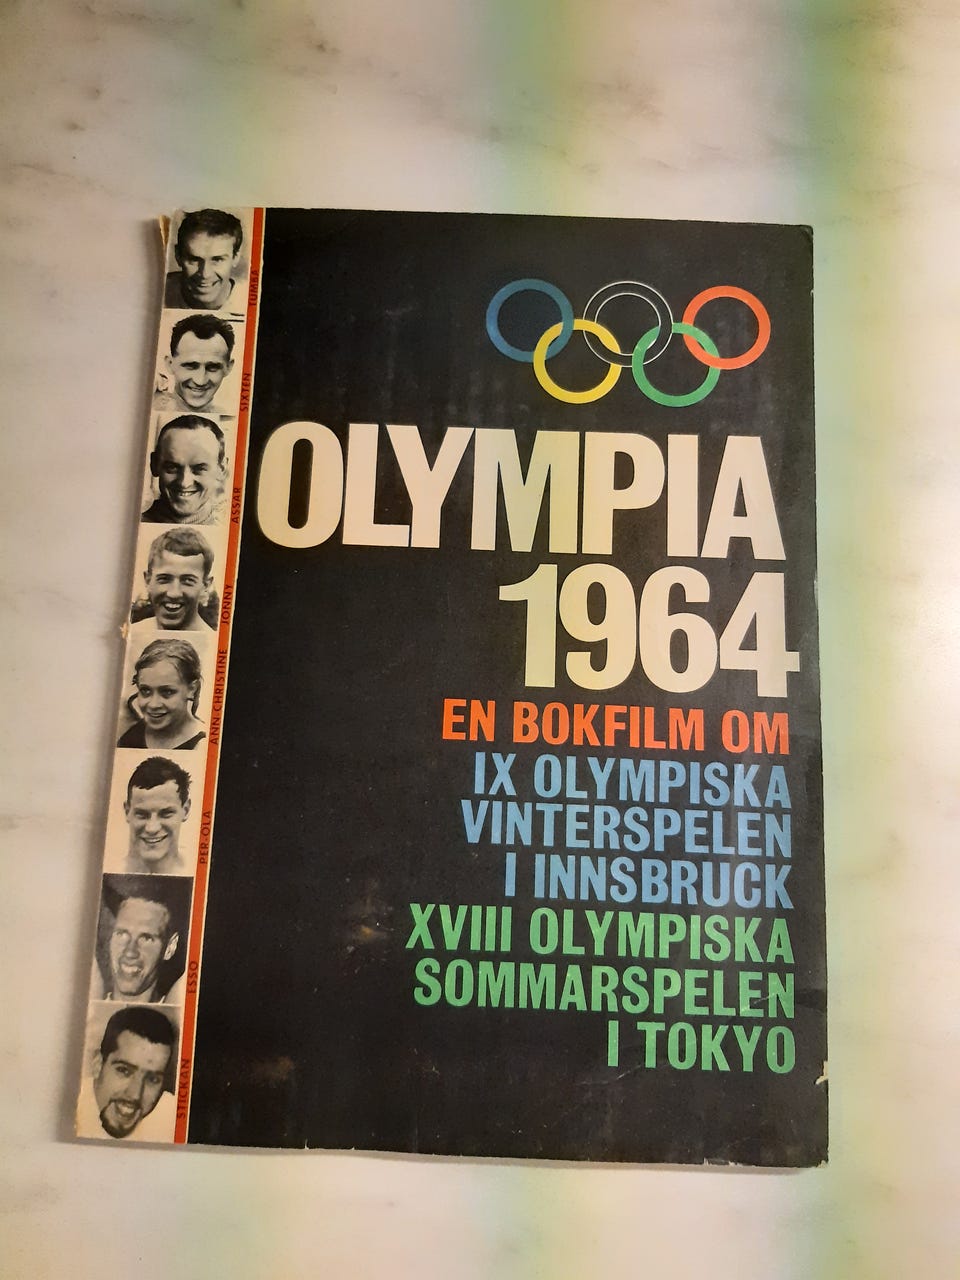 TUMBA
SIXTEN
ASSAR
JONNY
ANN-CHRISTINE
PER-OLA
ESSO
STICKAN
OLYMPIA
1964
EN BOKFILM OM
IX OLYMPISKA
VINTERSPELEN
I INNSBRUCK
XVIII OLYMPISKA
SOMMARSPELEN
I TOKYO